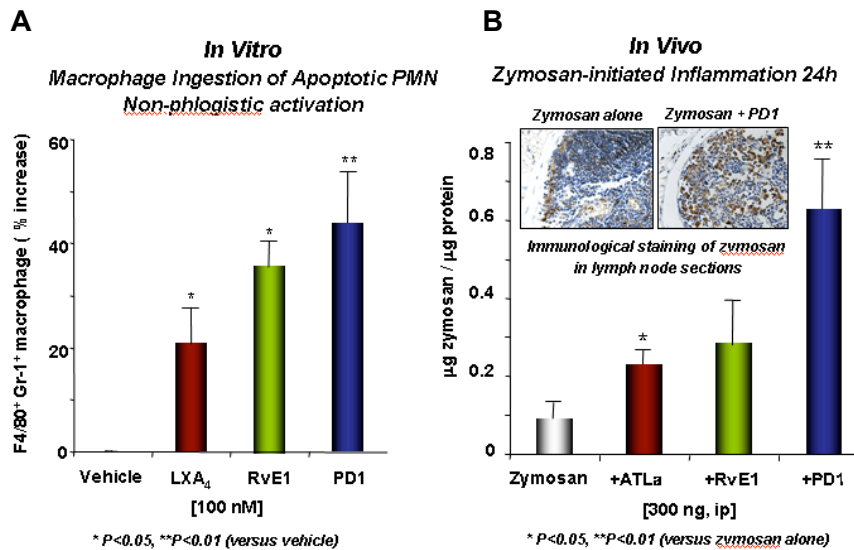 A
In Vitro
Macrophage Ingestion of Apoptotic PMN
Non-phlogistic activation
F4/80+ Gr-1+ macrophage ( % increase)
60
40
20
0
**
*
*
Vehicle
LXA4
RvE1
PD1
[100 nM]
* P<0.05, **P<0.01 (versus vehicle)
B
In Vivo
Zymosan-initiated Inflammation 24h
Zymosan alone
Zymosan + PD1
Immunological staining of zymosan
in lymph node sections
µg zymosan / µg protein
0.8
0.6
0.4
0.2
0
**
*
Zymosan
+ATLa
+RvE1
+PD1
[300 ng, ip]
* P<0.05, **P<0.01 (versus zymosan alone)